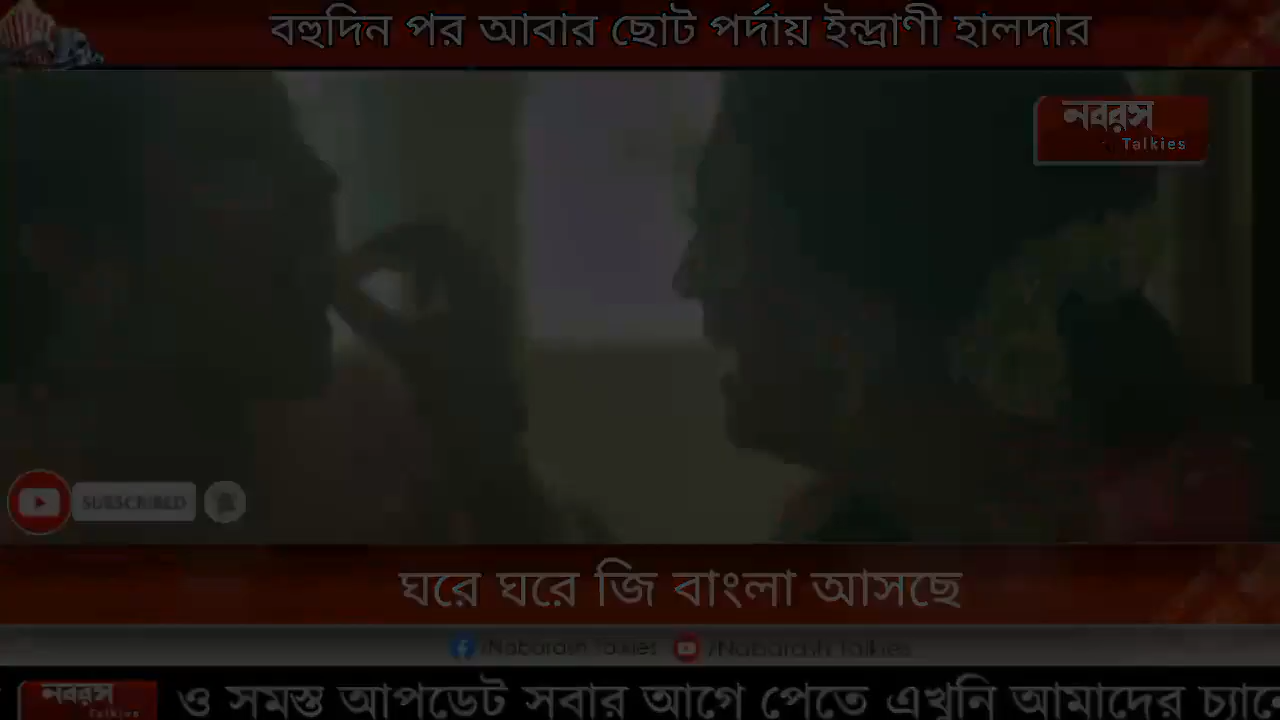 বহুদিন পর আবার ছোট পর্দায় ইন্দ্রাণী হালদার
নবরস
Talkies
SUBSCRIBED
ঘরে ঘরে জি বাংলা আসছে
/Nabarash Talkies /Nabarash Talkies
নবরস
Talkies
ও সমস্ত আপডেট সবার আগে পেতে এখুনি আমাদের